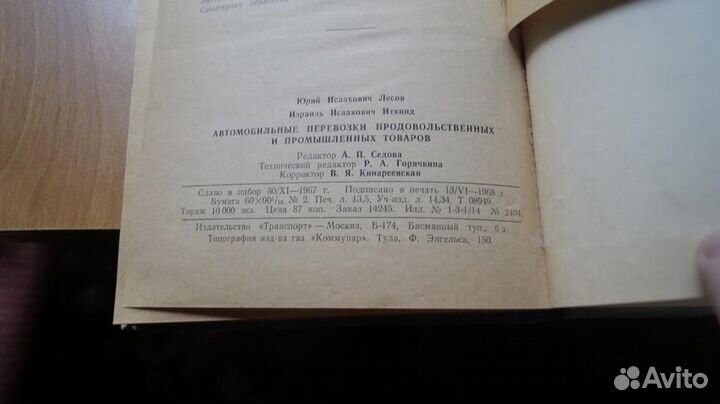 Санитарная обработка
Юрий Исаакович Лесов
Израиль Исаакович Иткинд
АВТОМОБИЛЬНЫЕ ПЕРЕВОЗКИ ПРОДОВОЛЬСТВЕННЫХ
И ПРОМЫШЛЕННЫХ ТОВАРОВ
Редактор А. П. Седова
Технический редактор Р. А. Горячкина
Корректор В. Я. Кинареевская
Сдано в набор 30/XI—1967 г. Подписано в печать 13/VI—1968 г.
Бумага 60×90¹/₁₆ № 2. Печ. л. 13,5, Уч-изд. л. 14,34, Т 08949.
Тираж 10 000 экз. Цена 87 коп. Заказ 14245. Изд. № 1-3-1/14 № 2404
Издательство «Транспорт» — Москва, Б-174, Басманный туп., 6а.
Типография изд-ва газ. «Коммунар». Тула, Ф. Энгельса, 150.
Avito